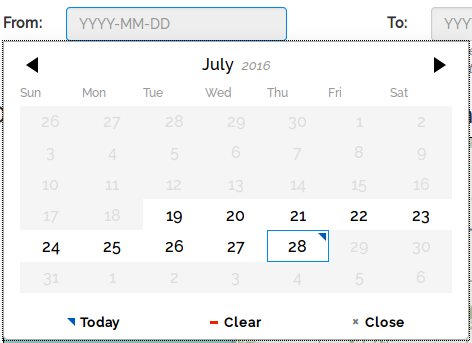 From: YYYY-MM-DD To: YYY
July 2016
Sun Mon Tue Wed Thu Fri Sat
26 27 28 29 30 1 2
3 4 5 6 7 8 9
10 11 12 13 14 15 16
17 18 19 20 21 22 23
24 25 26 27 28 29 30
31 1 2 3 4 5 6
Today Clear × Close